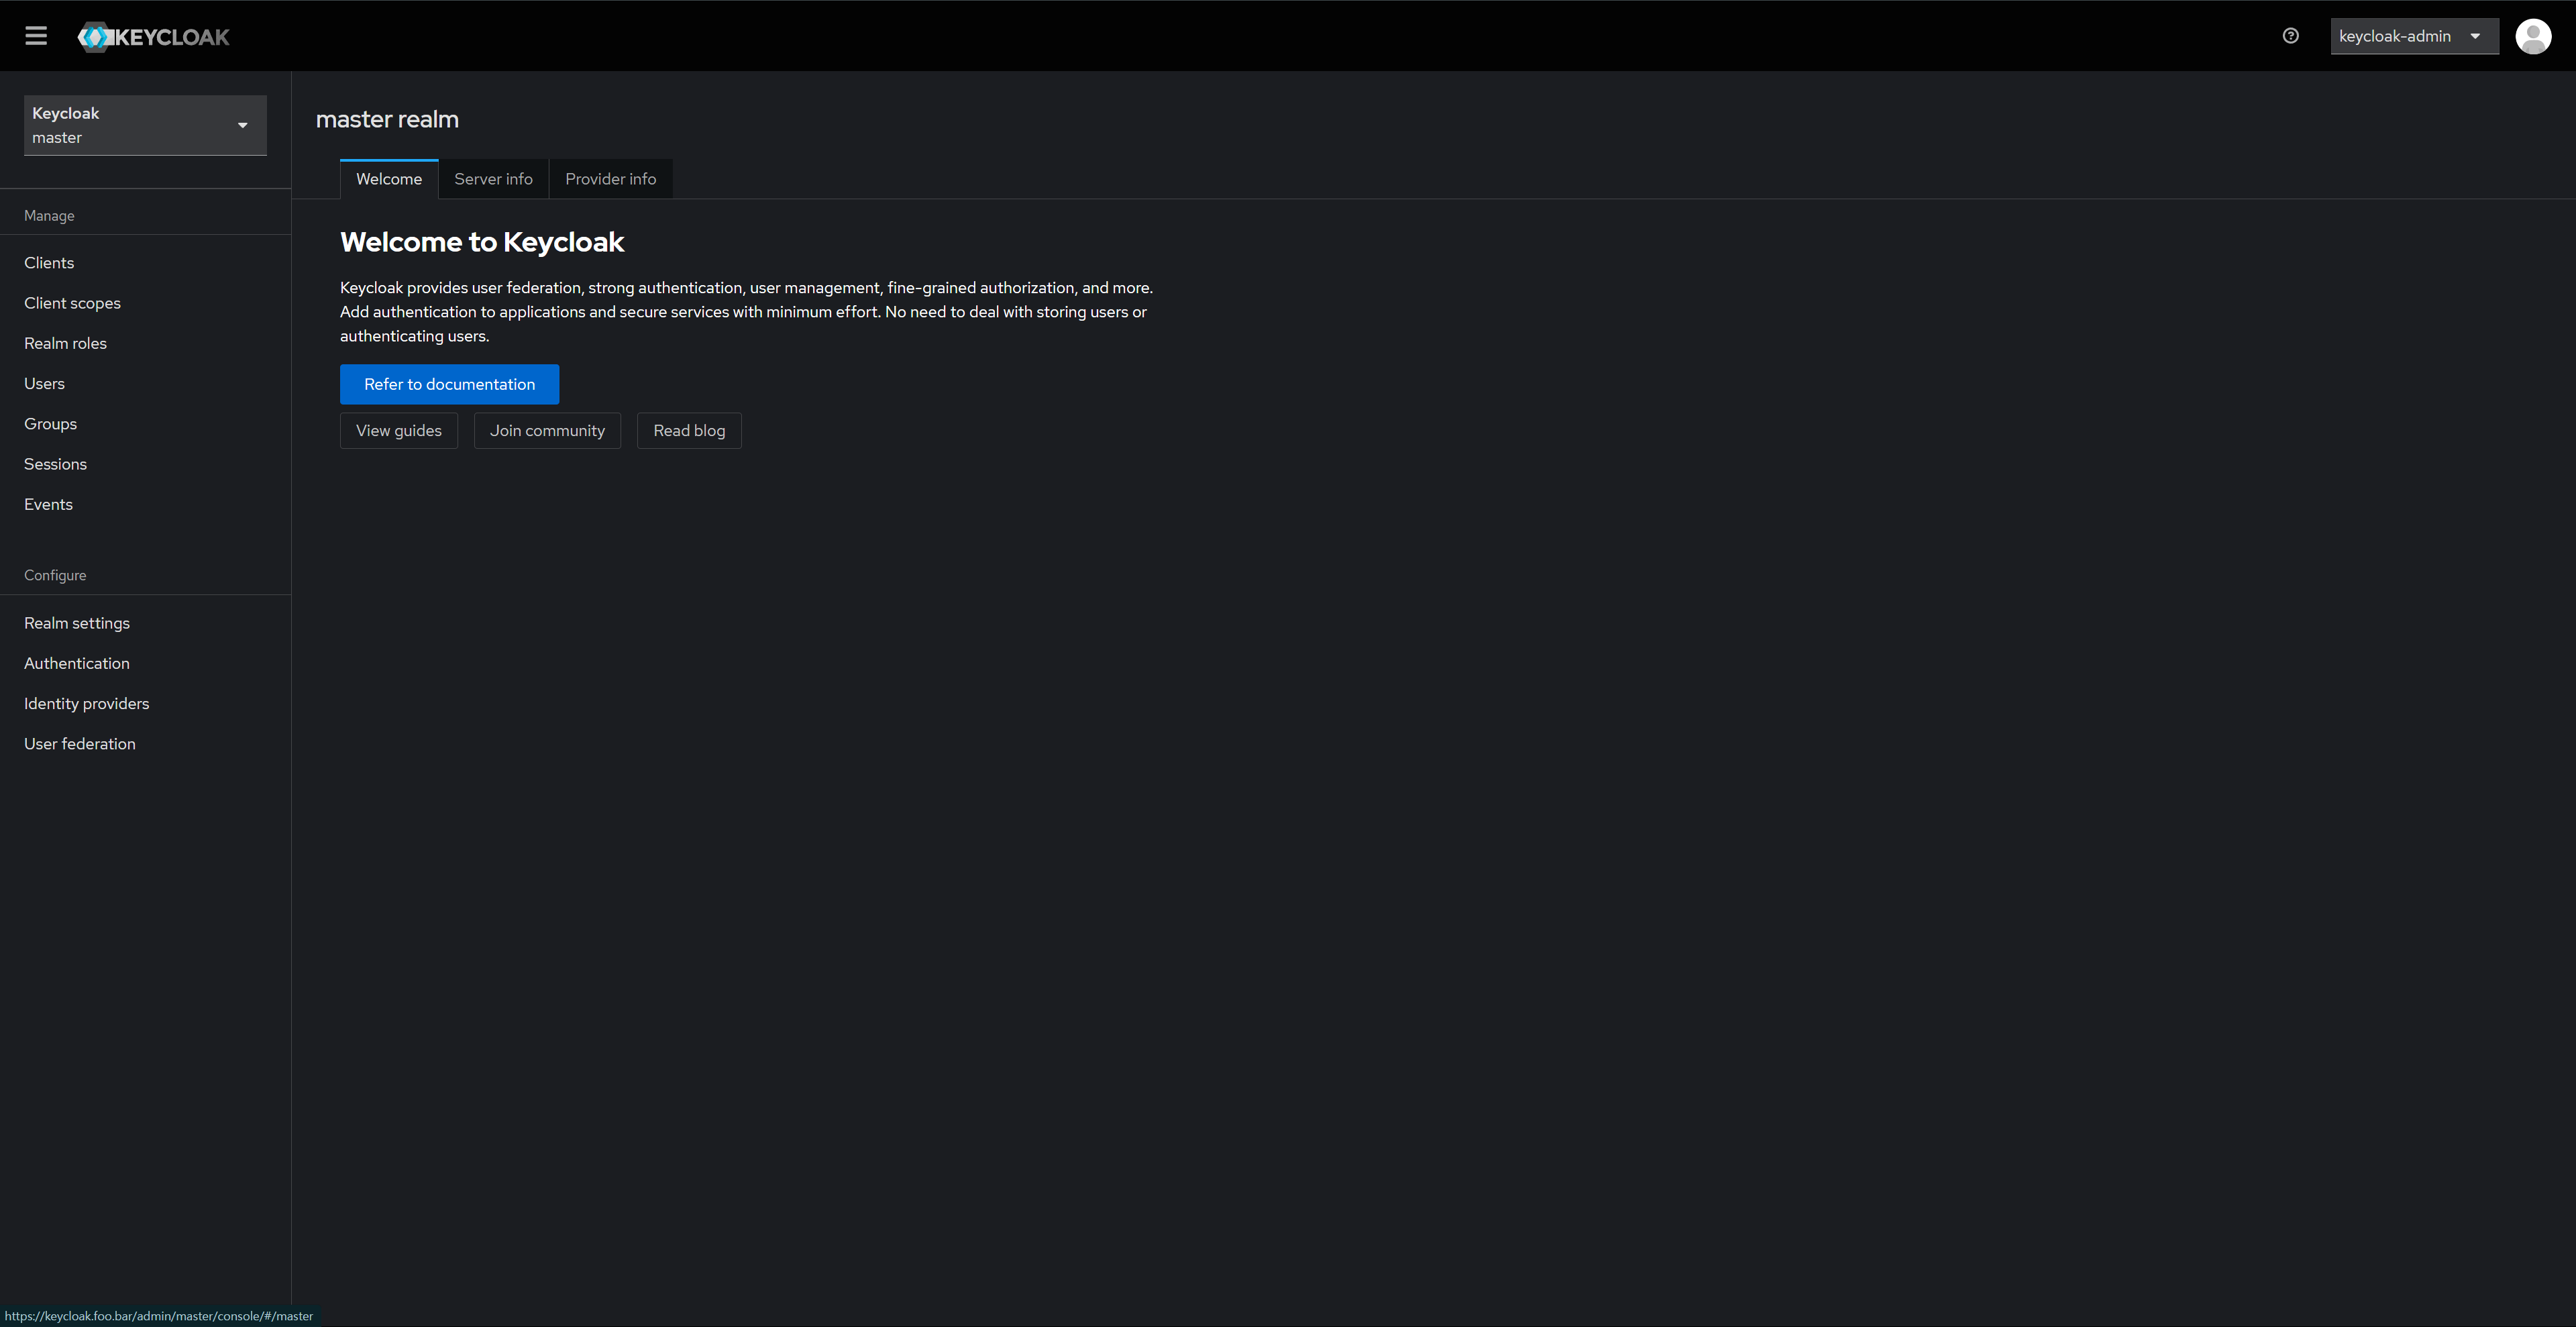 KEYCLOAK
keycloak-admin
Keycloak
master
Manage
Clients
Client scopes
Realm roles
Users
Groups
Sessions
Events
Configure
Realm settings
Authentication
Identity providers
User federation
master realm
Welcome Server info Provider info
Welcome to Keycloak
Keycloak provides user federation, strong authentication, user management, fine-grained authorization, and more.
Add authentication to applications and secure services with minimum effort. No need to deal with storing users or
authenticating users.
Refer to documentation
View guides Join community Read blog
https://keycloak.foo.bar/admin/master/console/#/master